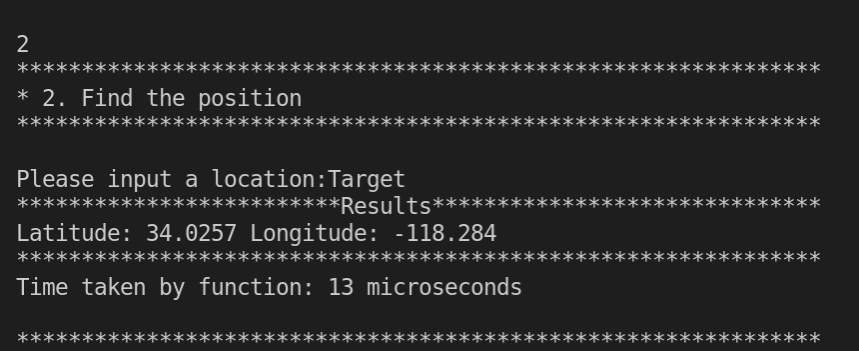 2
**************************************************************
* 2. Find the position
**************************************************************
Please input a location:Target
*************************Results******************************
Latitude: 34.0257 Longitude: -118.284
**************************************************************
Time taken by function: 13 microseconds
**************************************************************